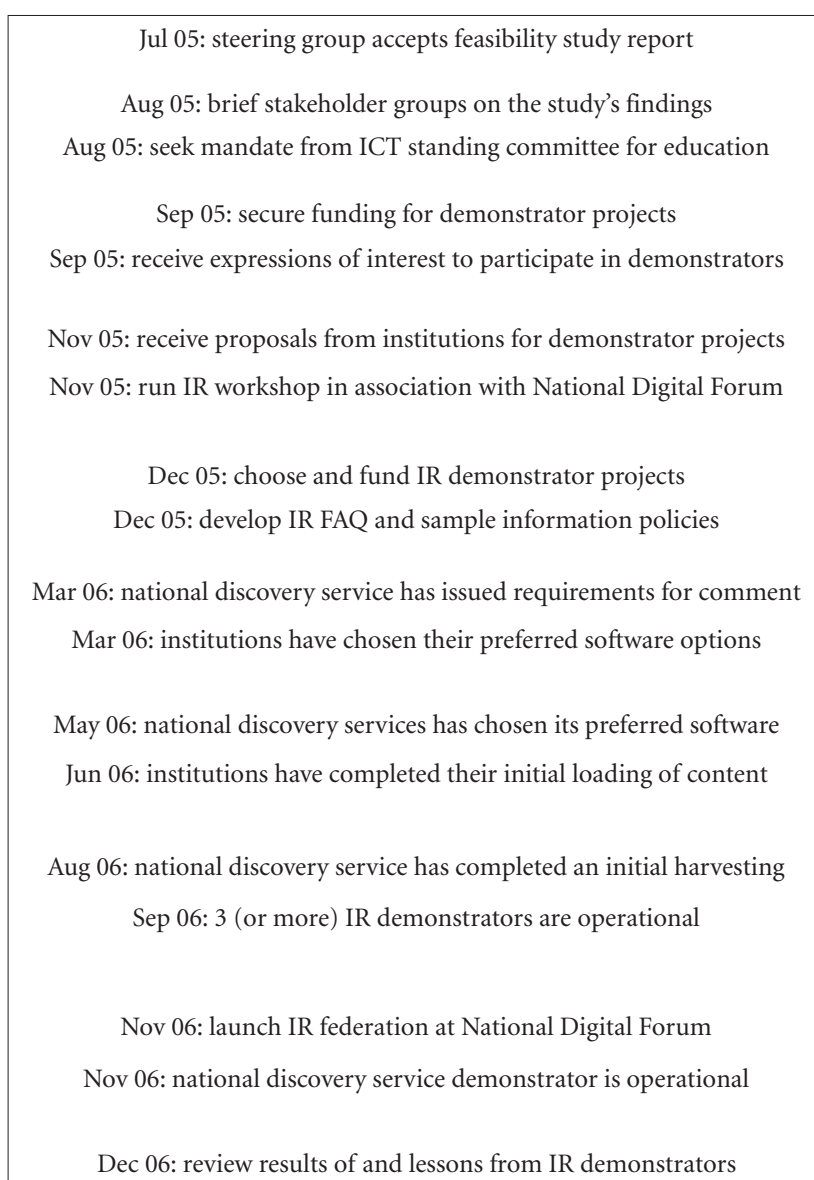 Jul 05: steering group accepts feasibility study report
Aug 05: brief stakeholder groups on the study's findings
Aug 05: seek mandate from ICT standing committee for education
Sep 05: secure funding for demonstrator projects
Sep 05: receive expressions of interest to participate in demonstrators
Nov 05: receive proposals from institutions for demonstrator projects
Nov 05: run IR workshop in association with National Digital Forum
Dec 05: choose and fund IR demonstrator projects
Dec 05: develop IR FAQ and sample information policies
Mar 06: national discovery service has issued requirements for comment
Mar 06: institutions have chosen their preferred software options
May 06: national discovery services has chosen its preferred software
Jun 06: institutions have completed their initial loading of content
Aug 06: national discovery service has completed an initial harvesting
Sep 06: 3 (or more) IR demonstrators are operational
Nov 06: launch IR federation at National Digital Forum
Nov 06: national discovery service demonstrator is operational
Dec 06: review results of and lessons from IR demonstrators